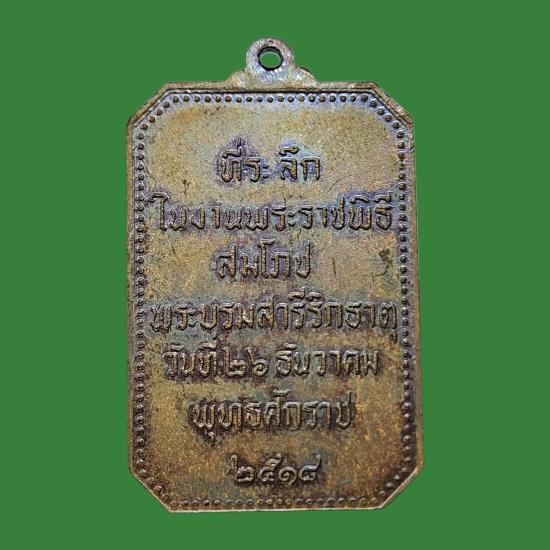 ที่ระลึก
ในงานพระราชพิธี
สมโภช
พระบรมสารีริกธาตุ
วันที่ ๒๖ ธันวาคม
พุทธศักราช
๒๕๑๘